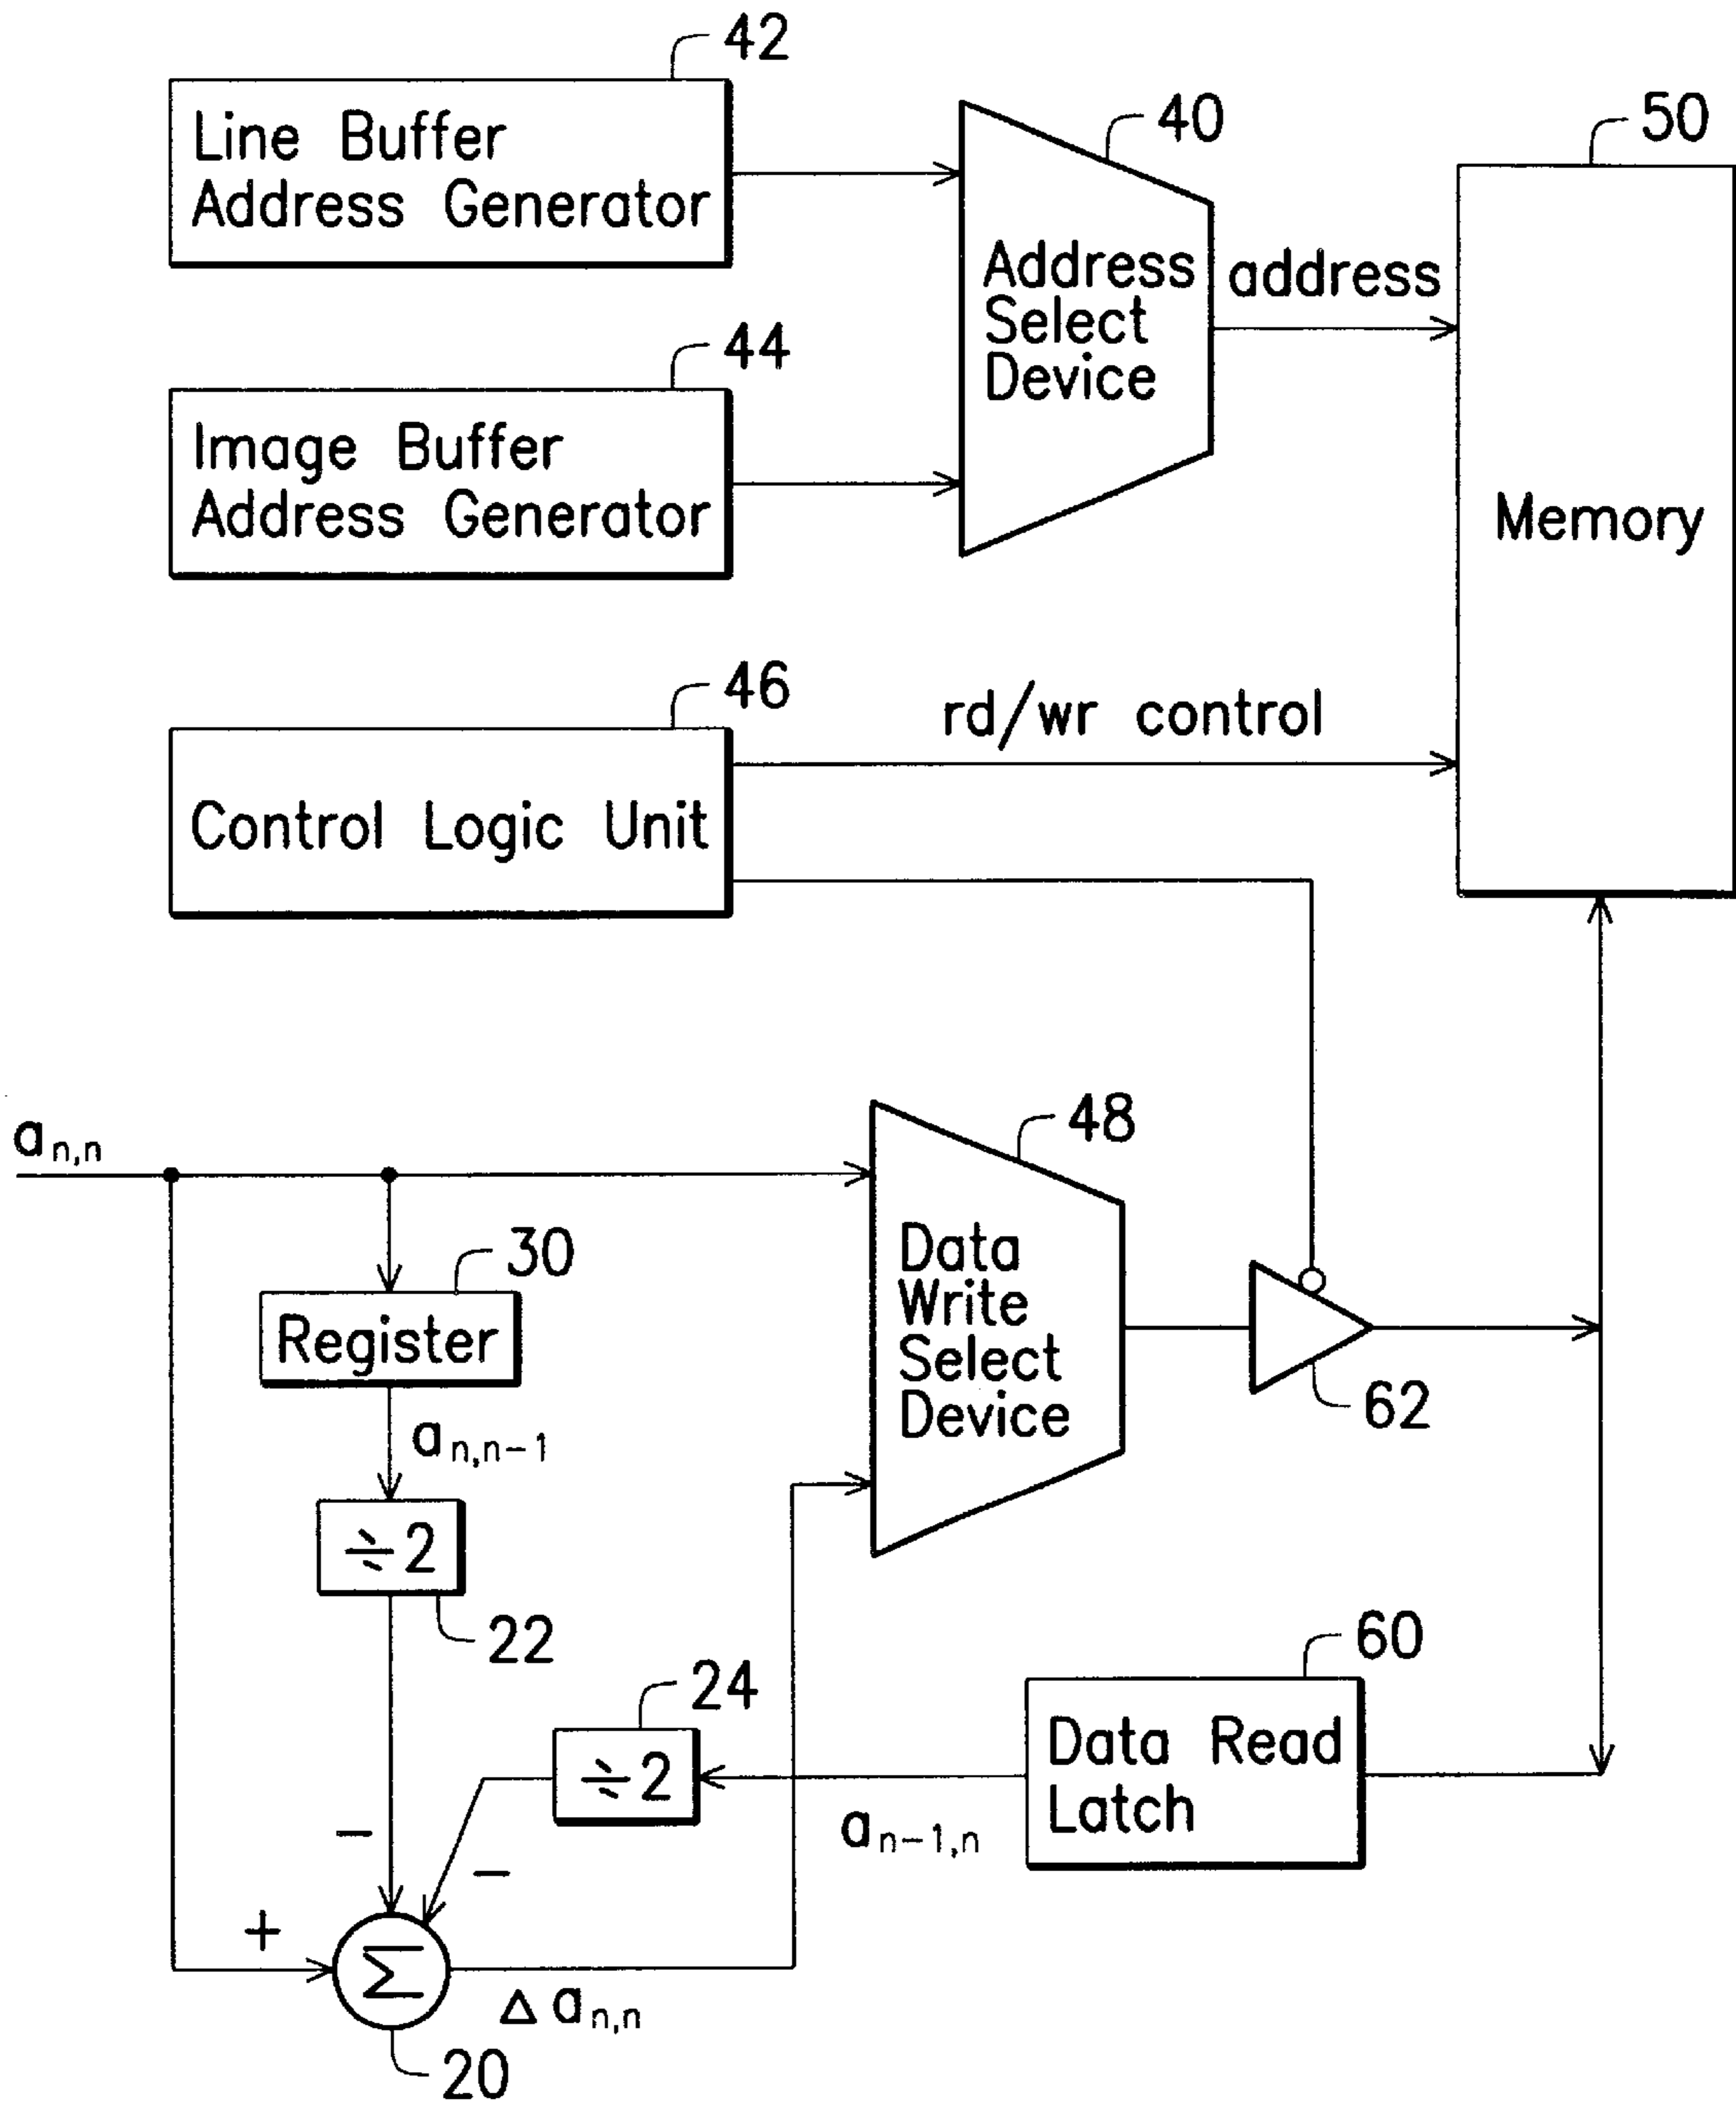 42
Line Buffer
Address Generator
40
50
Address
Select
Device
address
44
Image Buffer
Address Generator
Memory
46
rd/wr control
Control Logic Unit
a n,n
48
30
Register
Data
Write
Select
Device
62
a n,n-1
÷2
22
24
÷2
60
Data Read
Latch
a n-1,n
−
−
+
Σ
Δ a n,n
20